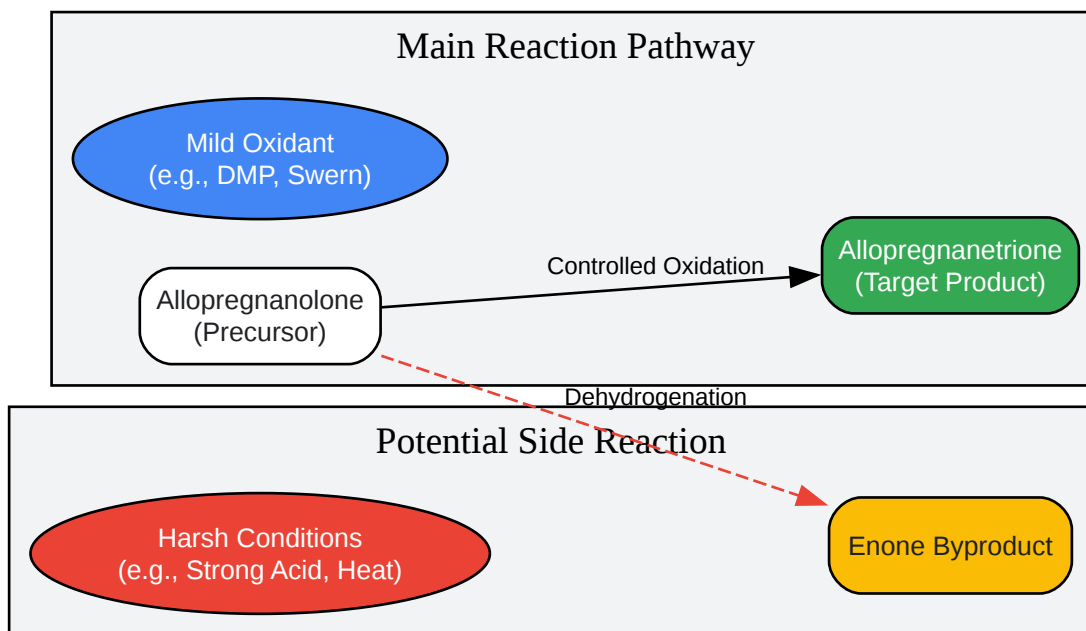 Main Reaction Pathway
Mild Oxidant
(e.g., DMP, Swern)
Allopregnanolone
(Precursor)
Controlled Oxidation
Allopregnanetrione
(Target Product)
Dehydrogenation
Potential Side Reaction
Harsh Conditions
(e.g., Strong Acid, Heat)
Enone Byproduct